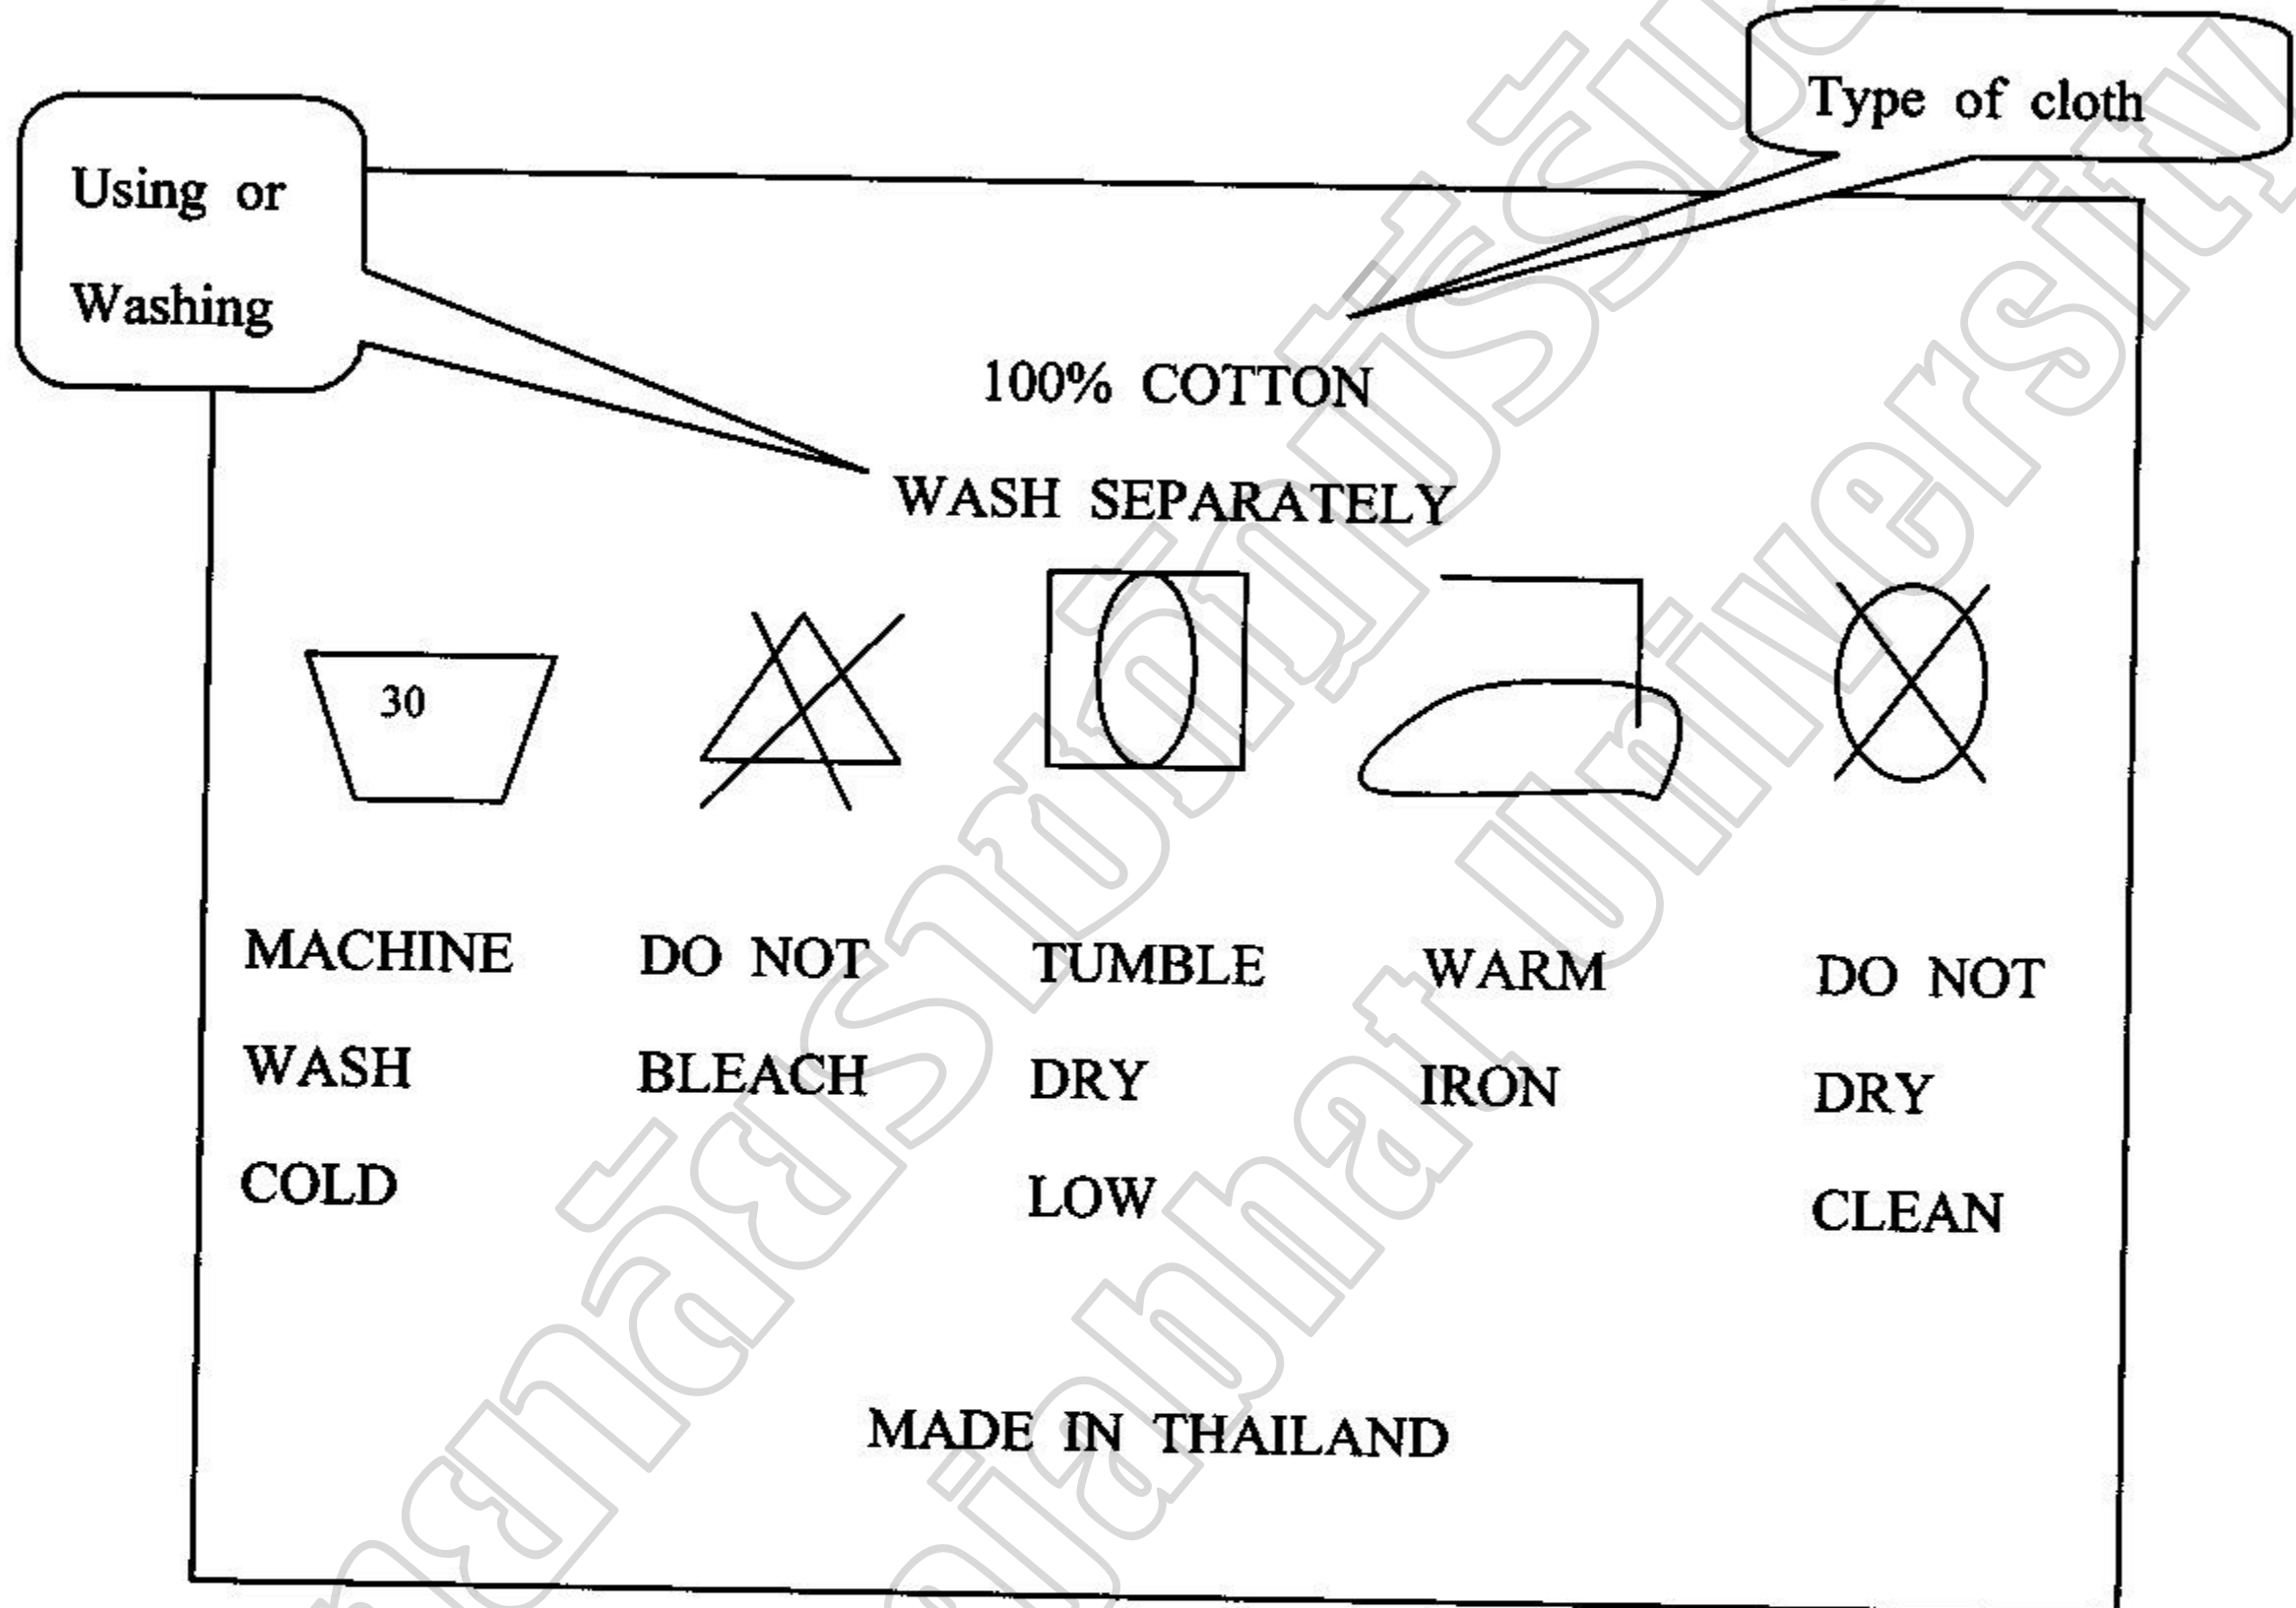 Type of cloth
Using or
Washing
100% COTTON
WASH SEPARATELY
30
MACHINE DO NOT TUMBLE WARM DO NOT
WASH BLEACH DRY IRON DRY
COLD LOW CLEAN
MADE IN THAILAND